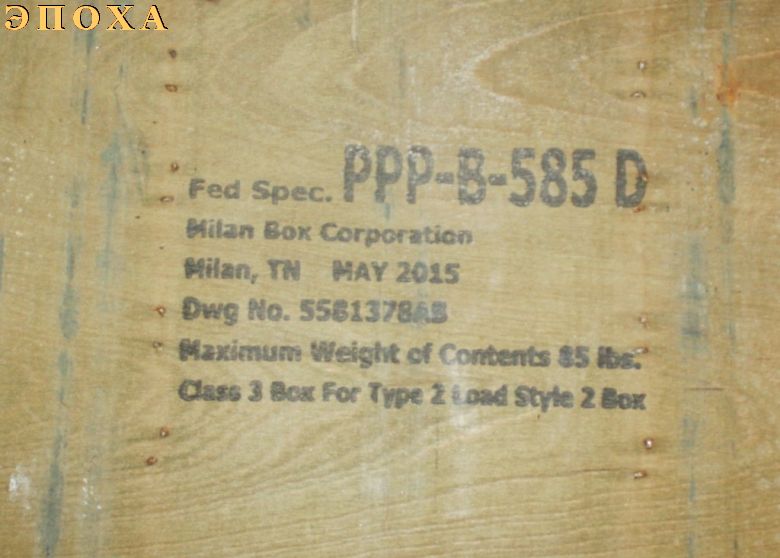 ЭПОХА
Fed Spec. PPP-B-585 D
Milan Box Corporation
Milan, TN MAY 2015
Dwg No. 5581378AB
Maximum Weight of Contents 85 lbs.
Class 3 Box For Type 2 Load Style 2 Box